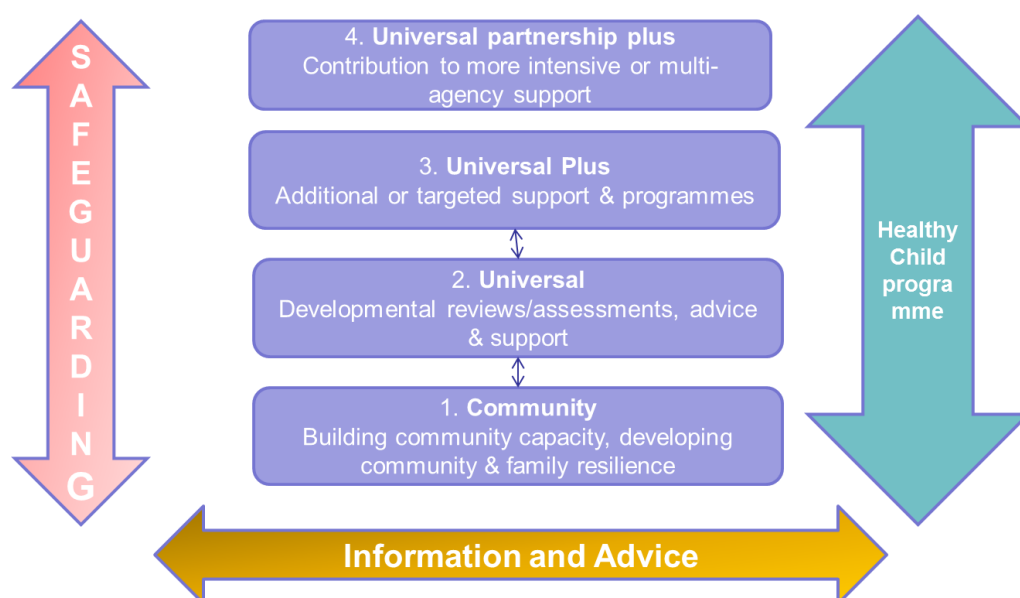 SAFEGUARDING
4. Universal partnership plus
Contribution to more intensive or multi-
agency support
3. Universal Plus
Additional or targeted support & programmes
2. Universal
Developmental reviews/assessments, advice
& support
1. Community
Building community capacity, developing
community & family resilience
Healthy
Child
progra
mme
Information and Advice